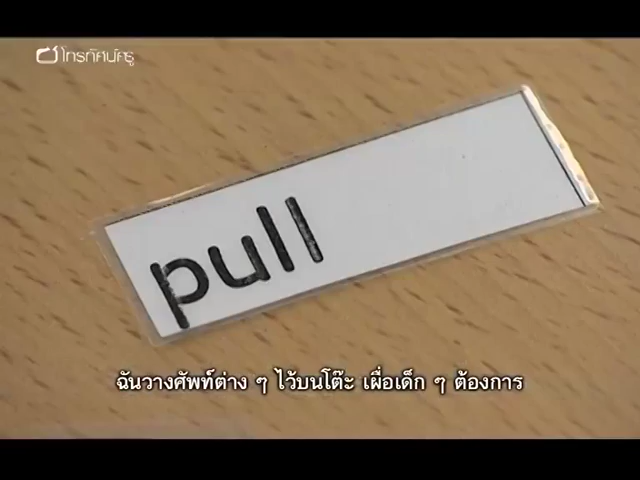 โทรทัศน์ครู
pull
ฉันวางศัพท์ต่าง ๆ ไว้บนโต๊ะ เผื่อเด็ก ๆ ต้องการ